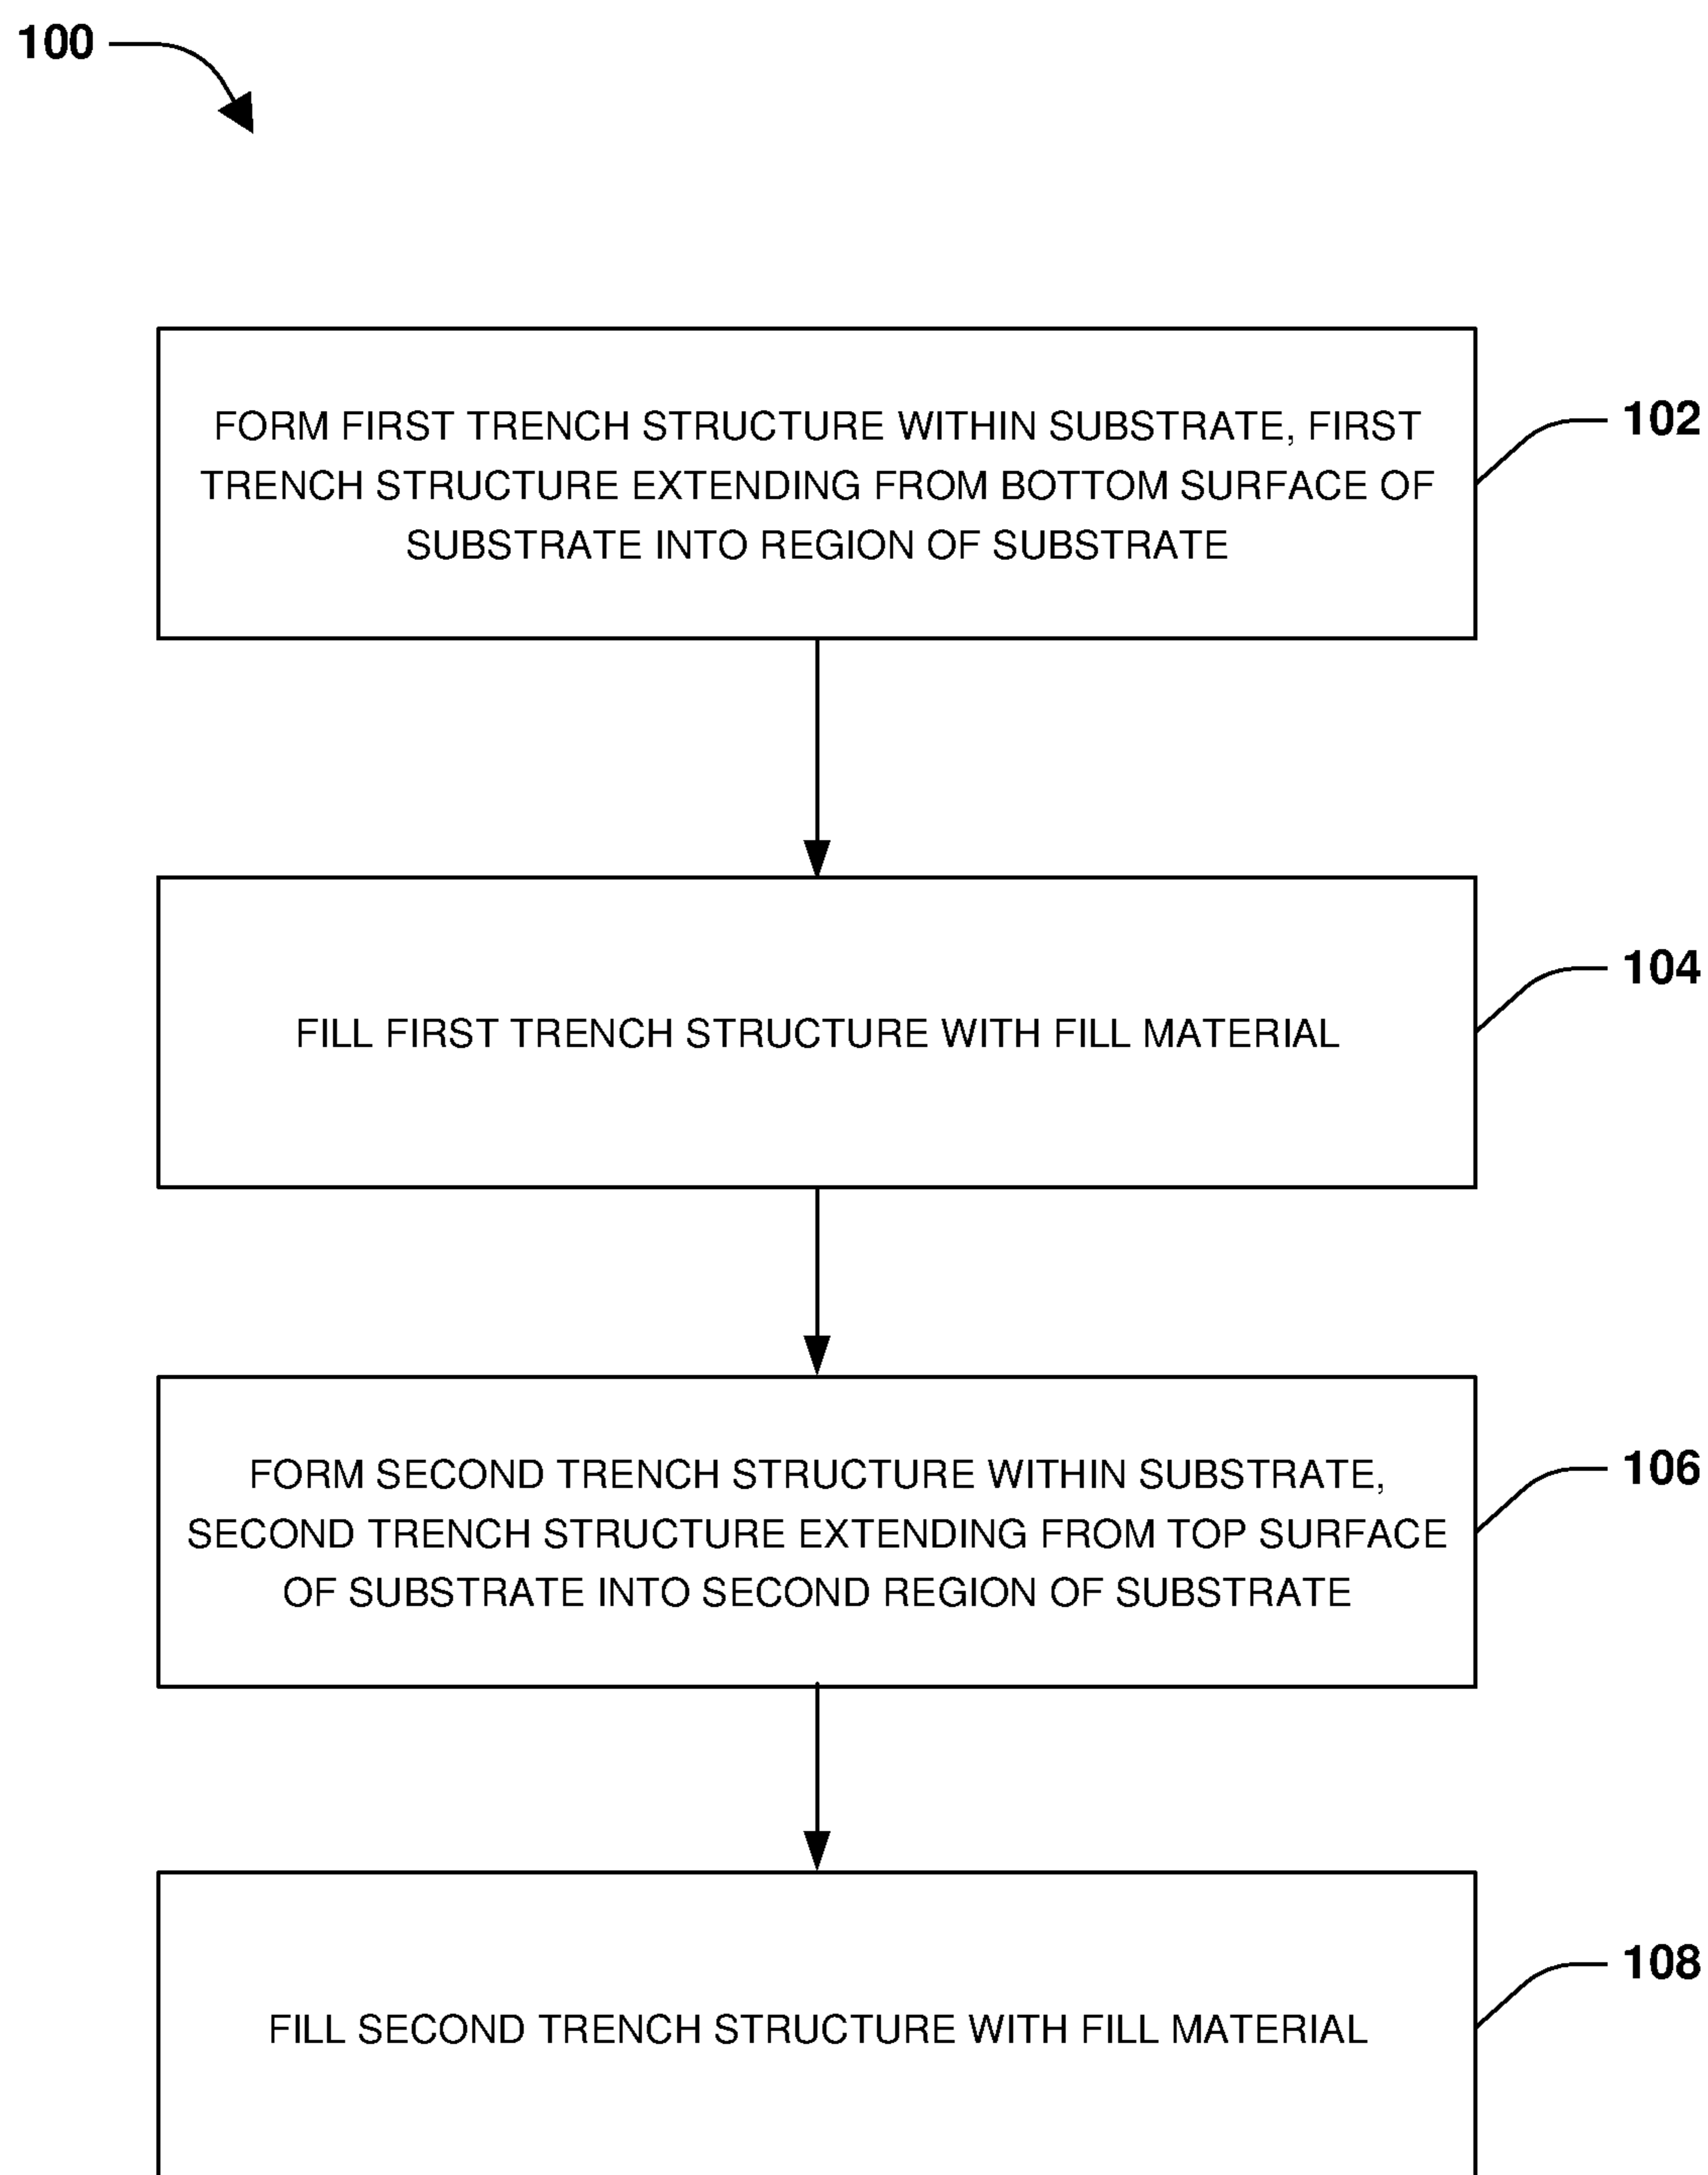 100
FORM FIRST TRENCH STRUCTURE WITHIN SUBSTRATE, FIRST
TRENCH STRUCTURE EXTENDING FROM BOTTOM SURFACE OF
SUBSTRATE INTO REGION OF SUBSTRATE
102
FILL FIRST TRENCH STRUCTURE WITH FILL MATERIAL
104
FORM SECOND TRENCH STRUCTURE WITHIN SUBSTRATE,
SECOND TRENCH STRUCTURE EXTENDING FROM TOP SURFACE
OF SUBSTRATE INTO SECOND REGION OF SUBSTRATE
106
FILL SECOND TRENCH STRUCTURE WITH FILL MATERIAL
108